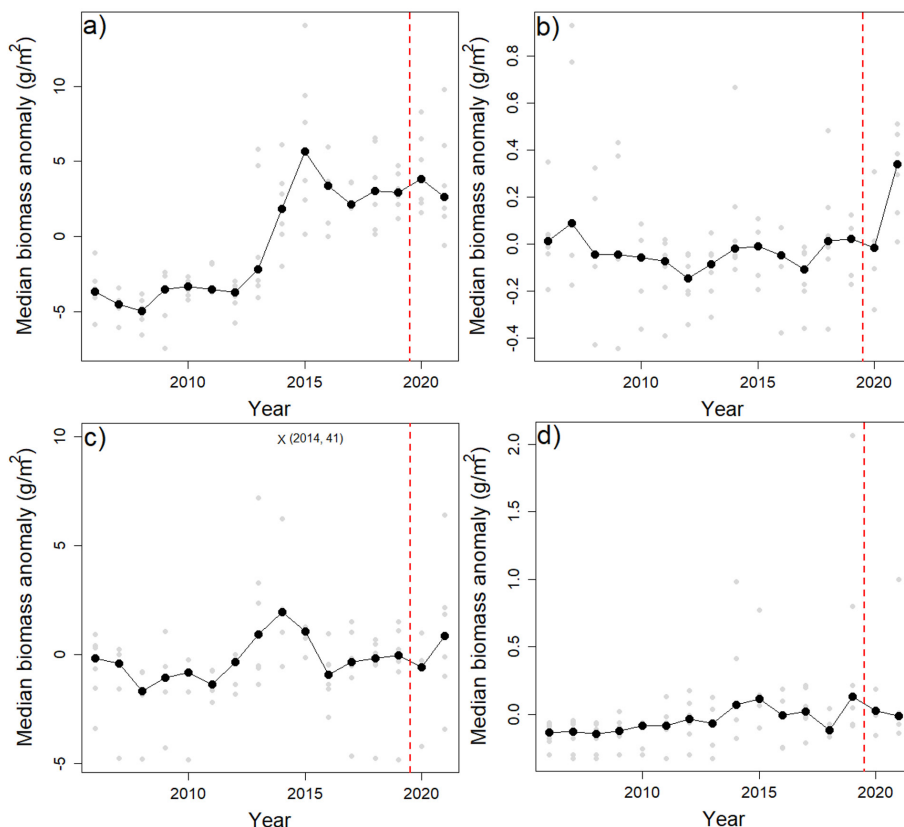 a)
Median biomass anomaly (g/m²)
10
5
0
-5
2010
2015
2020
Year
b)
Median biomass anomaly (g/m²)
0.8
0.6
0.4
0.2
0.0
-0.2
-0.4
2010
2015
2020
Year
c)
X (2014, 41)
Median biomass anomaly (g/m²)
10
5
0
-5
2010
2015
2020
Year
d)
Median biomass anomaly (g/m²)
2.0
1.5
1.0
0.5
0.0
2010
2015
2020
Year